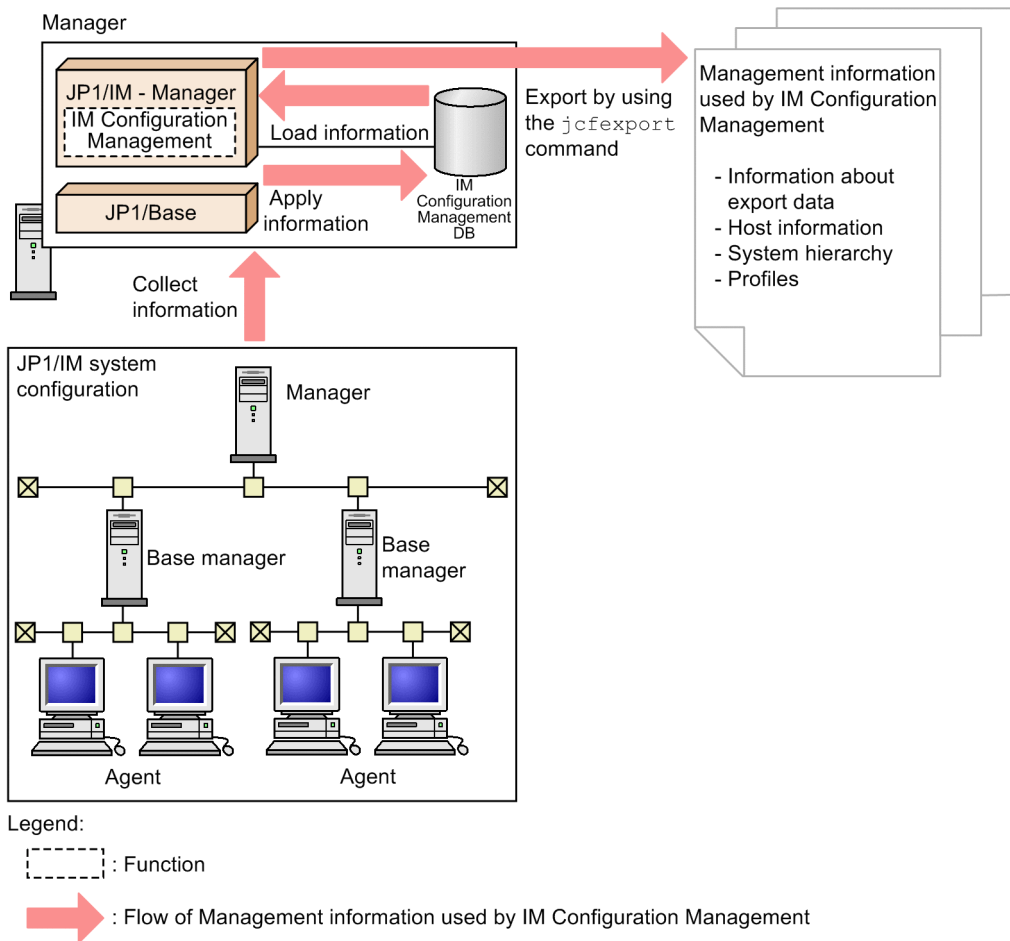 Manager
JP1/IM - Manager
IM Configuration
Management
Load information
JP1/Base
Apply
information
IM
Configuration
Management
DB
Export by using
the jcfexport
command
Management information
used by IM Configuration
Management
- Information about
export data
- Host information
- System hierarchy
- Profiles
Collect
information
JP1/IM system
configuration
Manager
Base manager
Base
manager
Agent
Agent
Legend:
: Function
: Flow of Management information used by IM Configuration Management